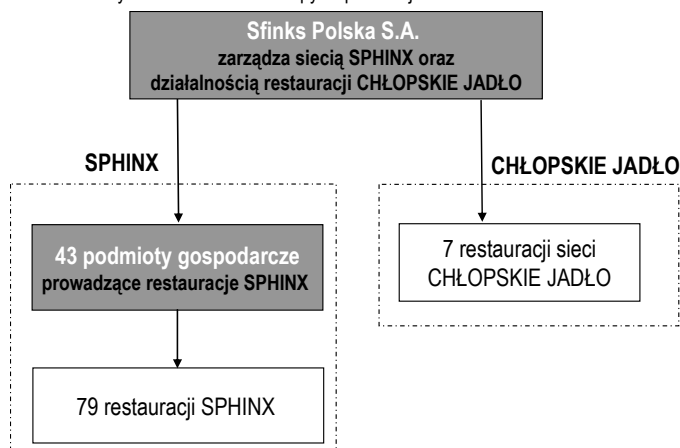 Sfinks Polska S.A.
zarządza siecią SPHINX oraz
działalnością restauracji CHŁOPSKIE JADŁO
SPHINX
CHŁOPSKIE JADŁO
43 podmioty gospodarcze
prowadzące restauracje SPHINX
7 restauracji sieci
CHŁOPSKIE JADŁO
79 restauracji SPHINX